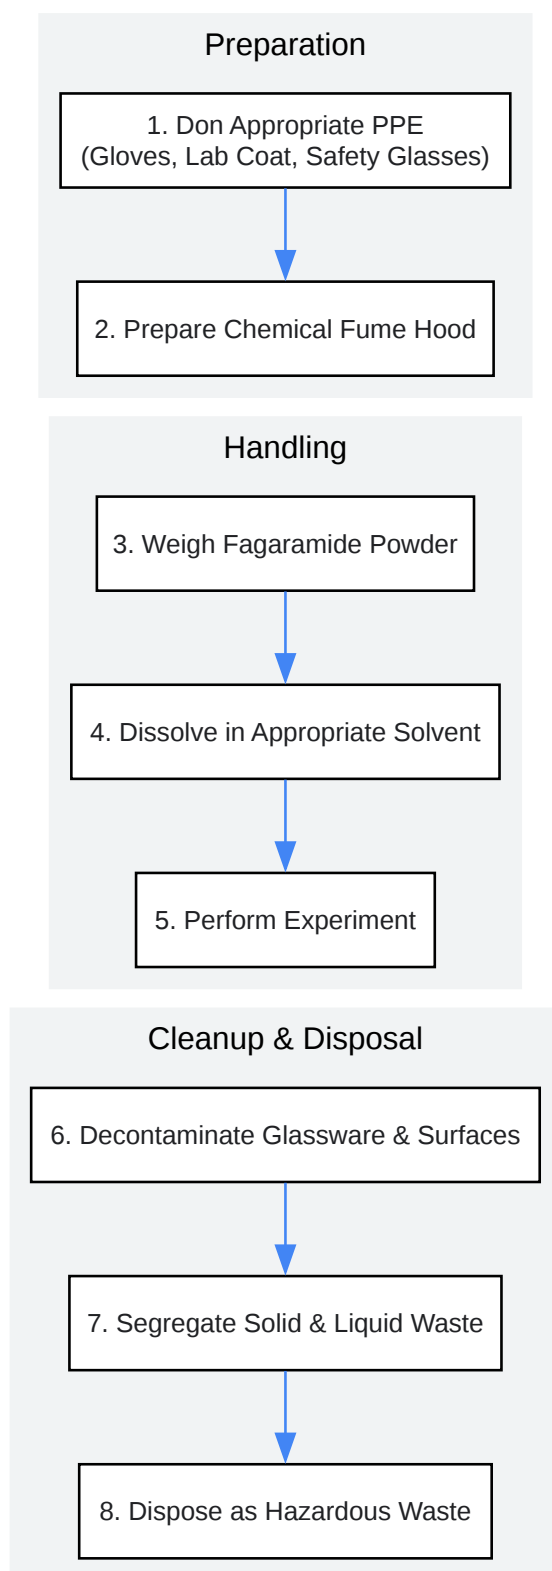 Preparation
1. Don Appropriate PPE
(Gloves, Lab Coat, Safety Glasses)
2. Prepare Chemical Fume Hood
Handling
3. Weigh Fagaramide Powder
4. Dissolve in Appropriate Solvent
5. Perform Experiment
Cleanup & Disposal
6. Decontaminate Glassware & Surfaces
7. Segregate Solid & Liquid Waste
8. Dispose as Hazardous Waste